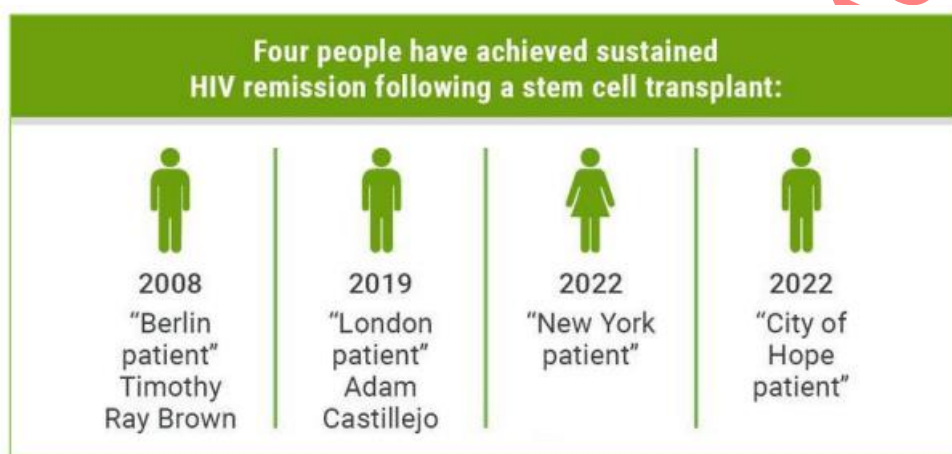 Four people have achieved sustained
HIV remission following a stem cell transplant:
2008
“Berlin
patient”
Timothy
Ray Brown
2019
“London
patient”
Adam
Castillejo
2022
“New York
patient”
2022
“City of
Hope
patient”